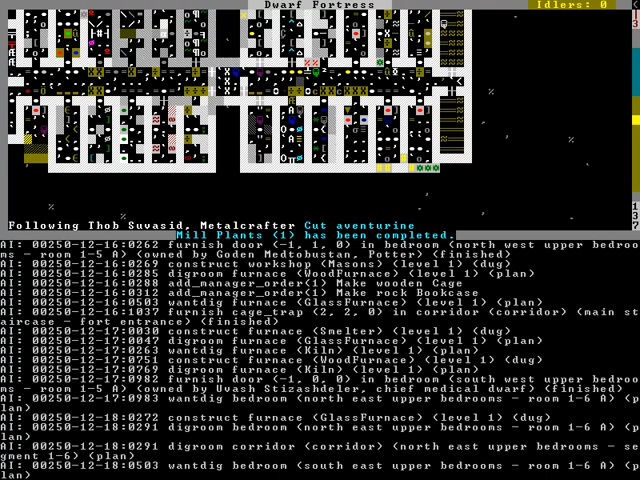 Dwarf Fortress
Idlers: 0
Following Thob Suvasid, Metalcrafter Cut aventurine
Mill Plants (1) has been completed.
137
AI: 00250-12-16:0262 furnish door (-1, 1, 0) in bedroom (north west upper bedroo
ms - room 1-5 A) (owned by Goden Medtobustan, Potter) (finished)
AI: 00250-12-16:0269 construct workshop (Masons) (level 1) (dug)
AI: 00250-12-16:0285 digroom furnace (WoodFurnace) (level 1) (plan)
AI: 00250-12-16:0288 add_manager_order(1) Make wooden Cage
AI: 00250-12-16:0312 add_manager_order(1) Make rock Bookcase
AI: 00250-12-16:0503 wantdig furnace (GlassFurnace) (level 1) (plan)
AI: 00250-12-16:1037 furnish cage_trap (2, 2, 0) in corridor (corridor) (main st
aircase - fort entrance) (finished)
AI: 00250-12-17:0030 construct furnace (Smelter) (level 1) (dug)
AI: 00250-12-17:0047 digroom furnace (GlassFurnace) (level 1) (plan)
AI: 00250-12-17:0263 wantdig furnace (Kiln) (level 1) (plan)
AI: 00250-12-17:0751 construct furnace (WoodFurnace) (level 1) (dug)
AI: 00250-12-17:0769 digroom furnace (Kiln) (level 1) (plan)
AI: 00250-12-17:0982 furnish door (-1, 0, 0) in bedroom (south west upper bedroo
ms - room 1-5 A) (owned by Uvash Stizashdeler, chief medical dwarf) (finished)
AI: 00250-12-17:0983 wantdig bedroom (north east upper bedrooms - room 1-6 A) (p
lan)
AI: 00250-12-18:0272 construct furnace (GlassFurnace) (level 1) (dug)
AI: 00250-12-18:0291 digroom bedroom (north east upper bedrooms - room 1-6 A) (p
lan)
AI: 00250-12-18:0291 digroom corridor (corridor) (north east upper bedrooms - se
gment 1-6) (plan)
AI: 00250-12-18:0503 wantdig bedroom (south east upper bedrooms - room 1-6 A) (p
lan)